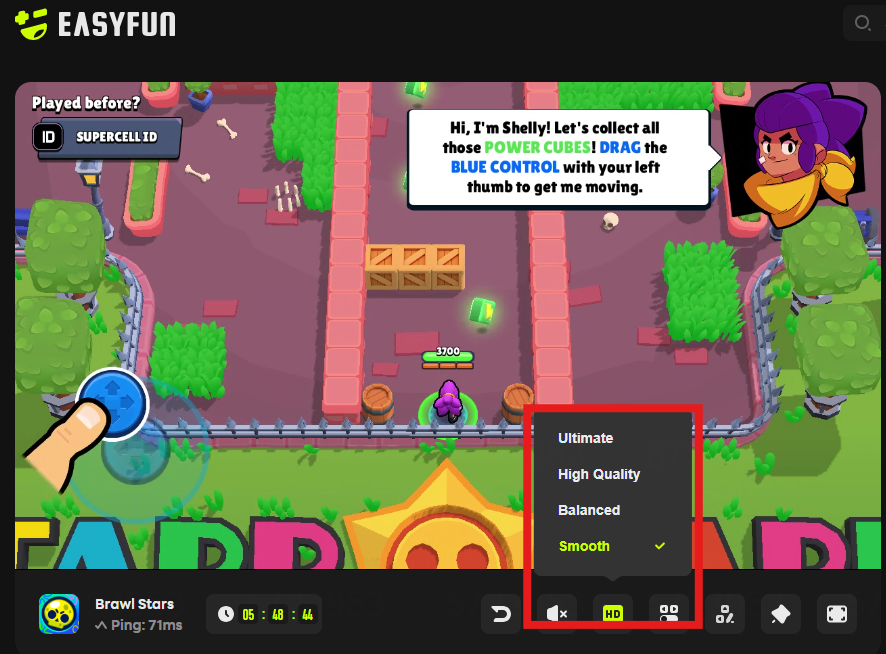 EASYFUN
Played before?
ID SUPERCELL ID
Hi, I'm Shelly! Let's collect all
those POWER CUBES! DRAG the
BLUE CONTROL with your left
thumb to get me moving.
3700
Ultimate
High Quality
Balanced
Smooth
Brawl Stars
Ping: 71ms
05 : 48 : 44
HD